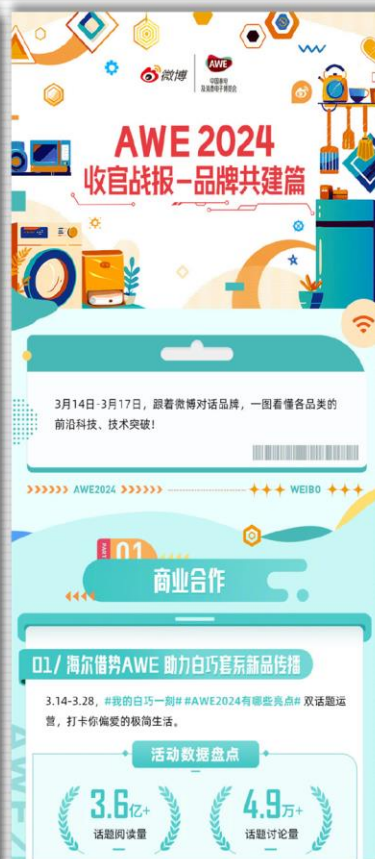 微博
AWE
中国家电
及消费电子博览会
AWE 2024
收官战报-品牌共建篇
3月14日-3月17日，跟着微博对话品牌，一图看懂各品类的
前沿科技、技术突破！
>>>>>> AWE2024 >>>>>>
WEIBO
PART
01
商业合作
01/ 海尔借势AWE 助力白巧套系新品传播
3.14-3.28，#我的白巧一刻# #AWE2024有哪些亮点# 双话题运
营，打卡你偏爱的极简生活。
活动数据盘点
3.6亿+
4.9万+
话题阅读量
话题讨论量